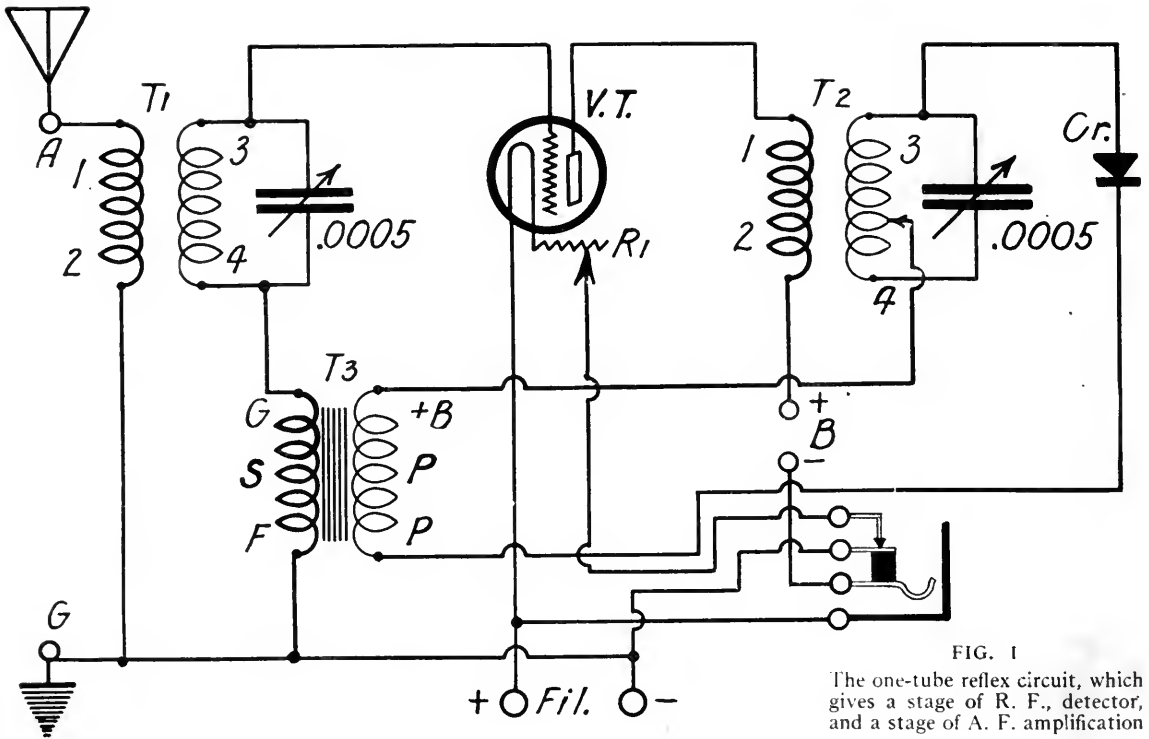 T1
V.T.
T2
A
1
2
3
4
.0005
R1
1
2
3
4
.0005
Cr.
T3
G
S
F
+B
P
P
+
B
-
G
+ Fil. -
FIG. 1
The one-tube reflex circuit, which
gives a stage of R. F., detector,
and a stage of A. F. amplification